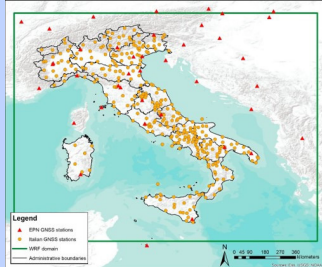 Legend
EPN GNSS stations
Italian GNSS stations
WRF domain
Administrative boundaries
N
0 45 90 180 270 360
Kilometers